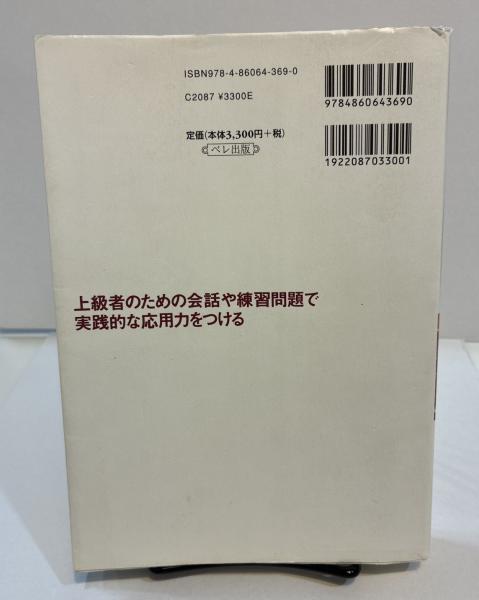 ISBN978-4-86064-369-0
C2087 ¥3300E
定価(本体3,300円+税)
ベレ出版
9784860643690
1922087033001
上級者のための会話や練習問題で
実践的な応用力をつける